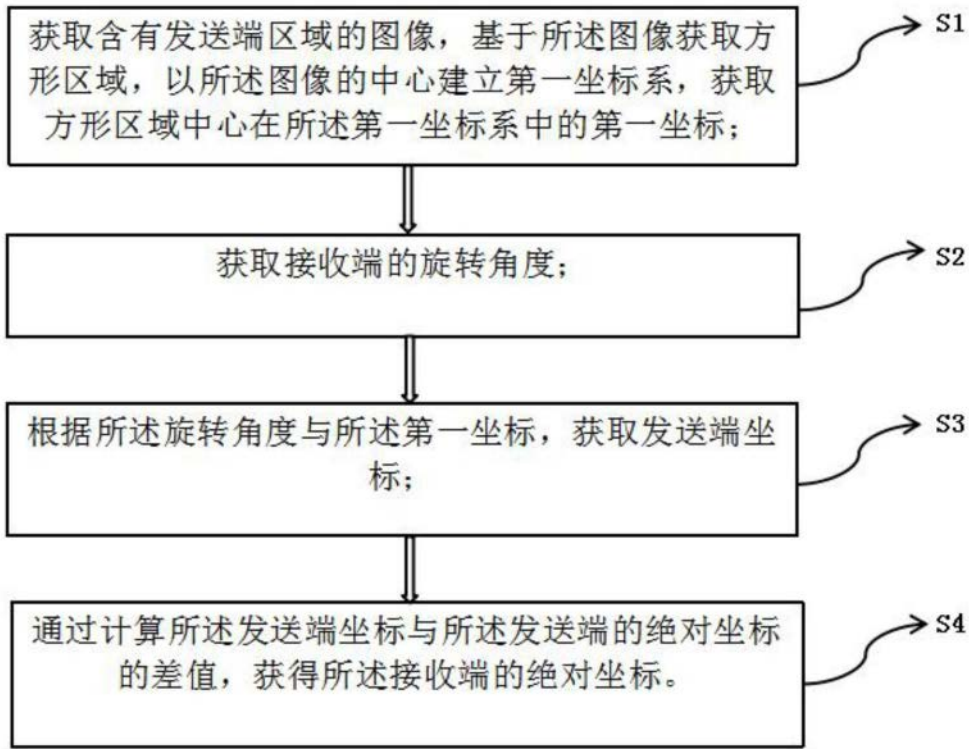 获取含有发送端区域的图像，基于所述图像获取方
形区域，以所述图像的中心建立第一坐标系，获取
方形区域中心在所述第一坐标系中的第一坐标；
S1
获取接收端的旋转角度；
S2
根据所述旋转角度与所述第一坐标，获取发送端坐
标；
S3
通过计算所述发送端坐标与所述发送端的绝对坐标
的差值，获得所述接收端的绝对坐标。
S4